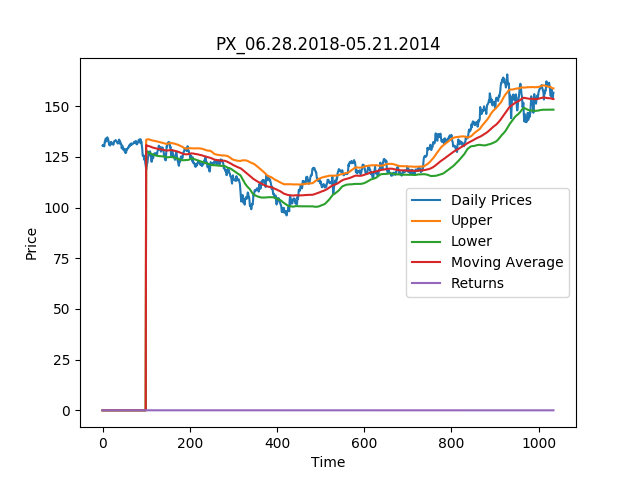 PX_06.28.2018-05.21.2014
Price
150
125
100
75
50
25
0
Daily Prices
Upper
Lower
Moving Average
Returns
0 200 400 600 800 1000
Time